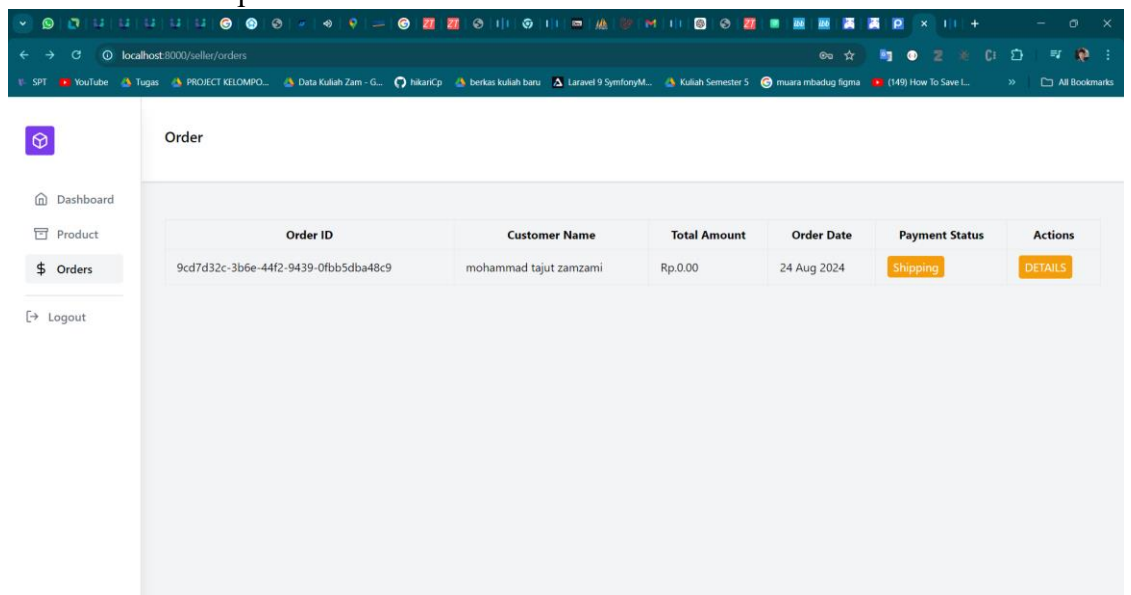 localhost:8000/seller/orders
SPT YouTube Tugas PROJECT KELOMPO... Data Kuliah Zam - G... hikariCp berkas kuliah baru Laravel 9 SymfonyM... Kuliah Semester 5 muara mbadug figma (149) How To Save L... » All Bookmarks
Order
Dashboard
Product
Orders
Logout
Order ID Customer Name Total Amount Order Date Payment Status Actions
9cd7d32c-3b6e-44f2-9439-0fbb5dba48c9 mohammad tajut zamzami Rp.0.00 24 Aug 2024 Shipping DETAILS